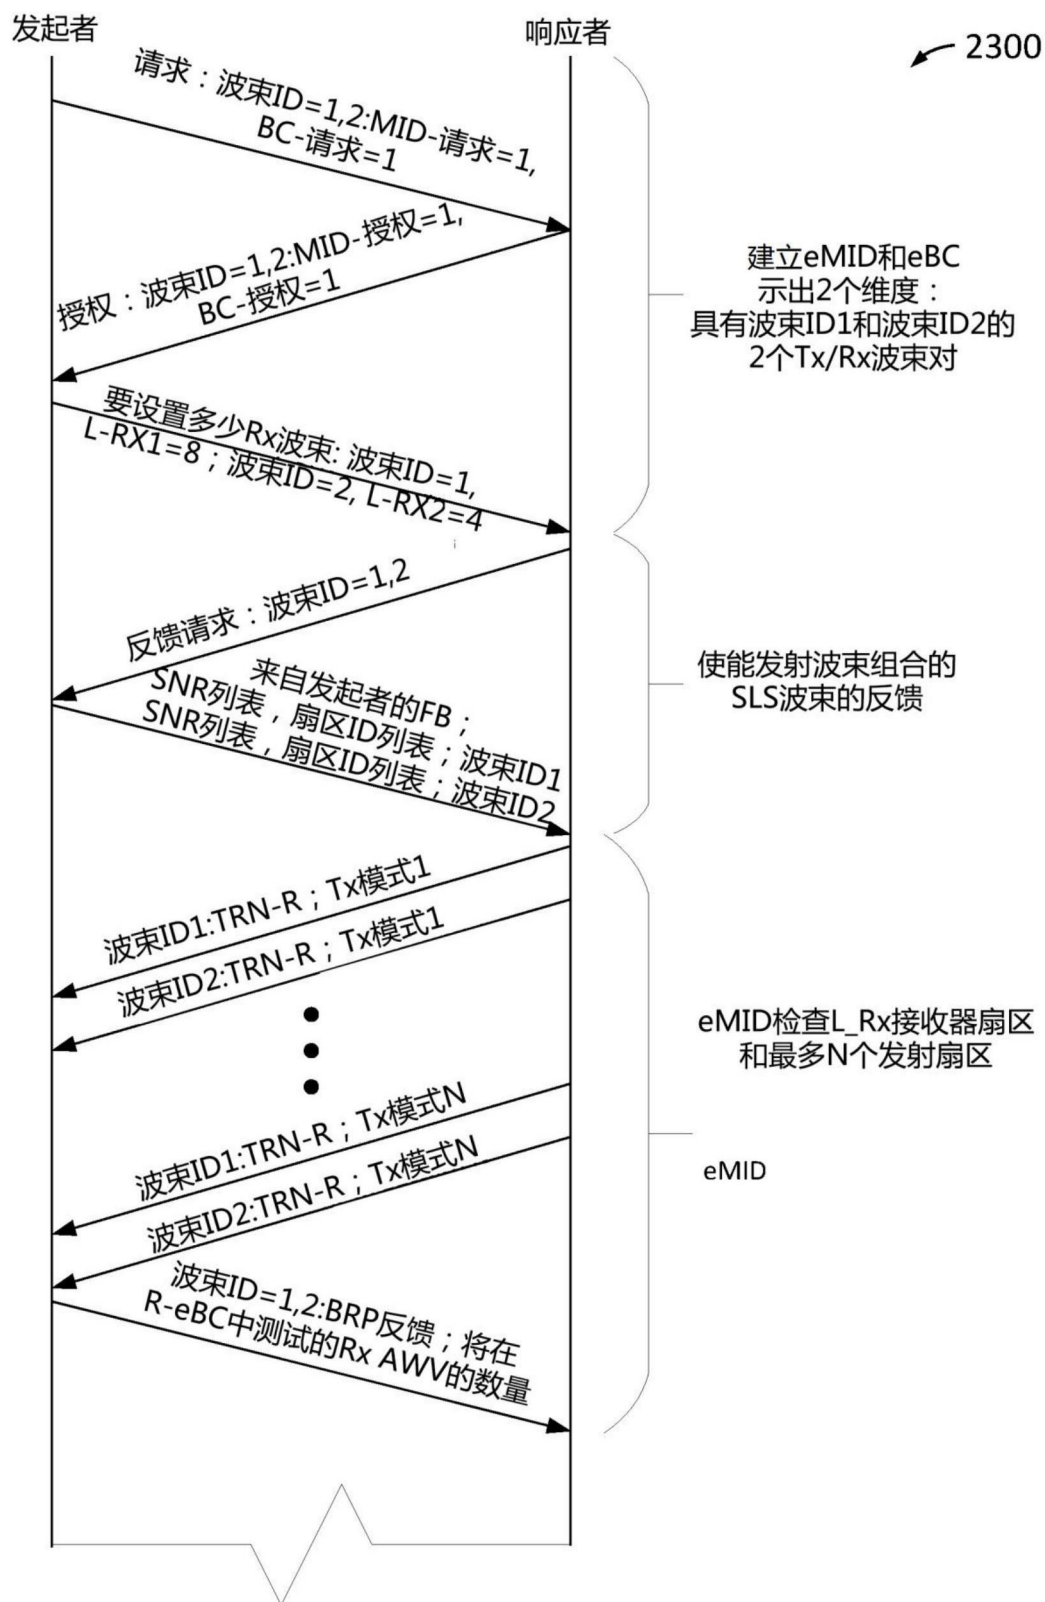 发起者
响应者
2300
请求：波束ID=1,2:MID-请求=1,
BC-请求=1
授权：波束ID=1,2:MID-授权=1,
BC-授权=1
建立eMID和eBC
示出2个维度：
具有波束ID1和波束ID2的
2个Tx/Rx波束对
要设置多少Rx波束: 波束ID=1,
L-RX1=8；波束ID=2, L-RX2=4
反馈请求：波束ID=1,2
来自发起者的FB；
SNR列表，扇区ID列表；波束ID1
SNR列表，扇区ID列表；波束ID2
使能发射波束组合的
SLS波束的反馈
波束ID1:TRN-R；Tx模式1
波束ID2:TRN-R；Tx模式1
eMID检查L_Rx接收器扇区
和最多N个发射扇区
波束ID1:TRN-R；Tx模式N
波束ID2:TRN-R；Tx模式N
eMID
波束ID=1,2:BRP反馈；将在
R-eBC中测试的Rx AWV的数量